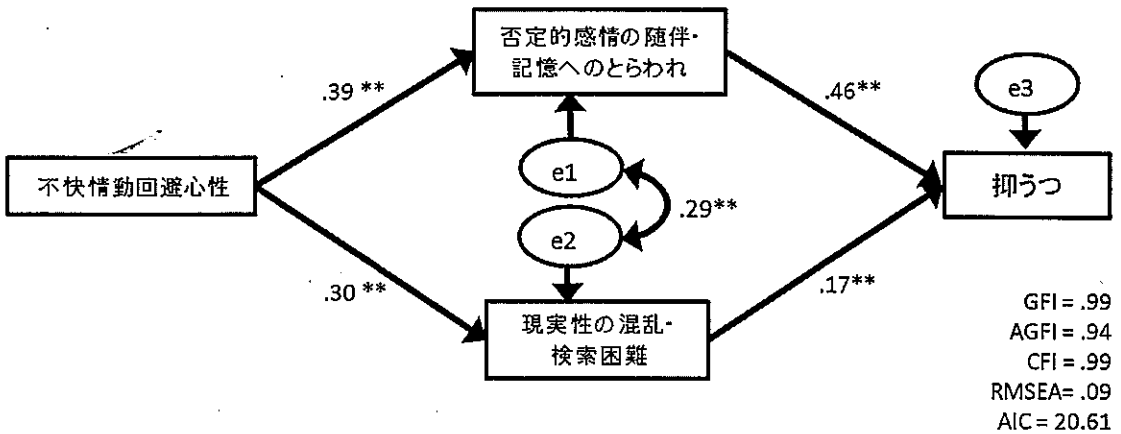 否定的感情の随伴・
記憶へのとらわれ
.39 **
.46**
e3
e1
不快情動回避心性
抑うつ
.29**
e2
.30 **
.17**
現実性の混乱・
検索困難
GFI = .99
AGFI = .94
CFI = .99
RMSEA= .09
AIC = 20.61